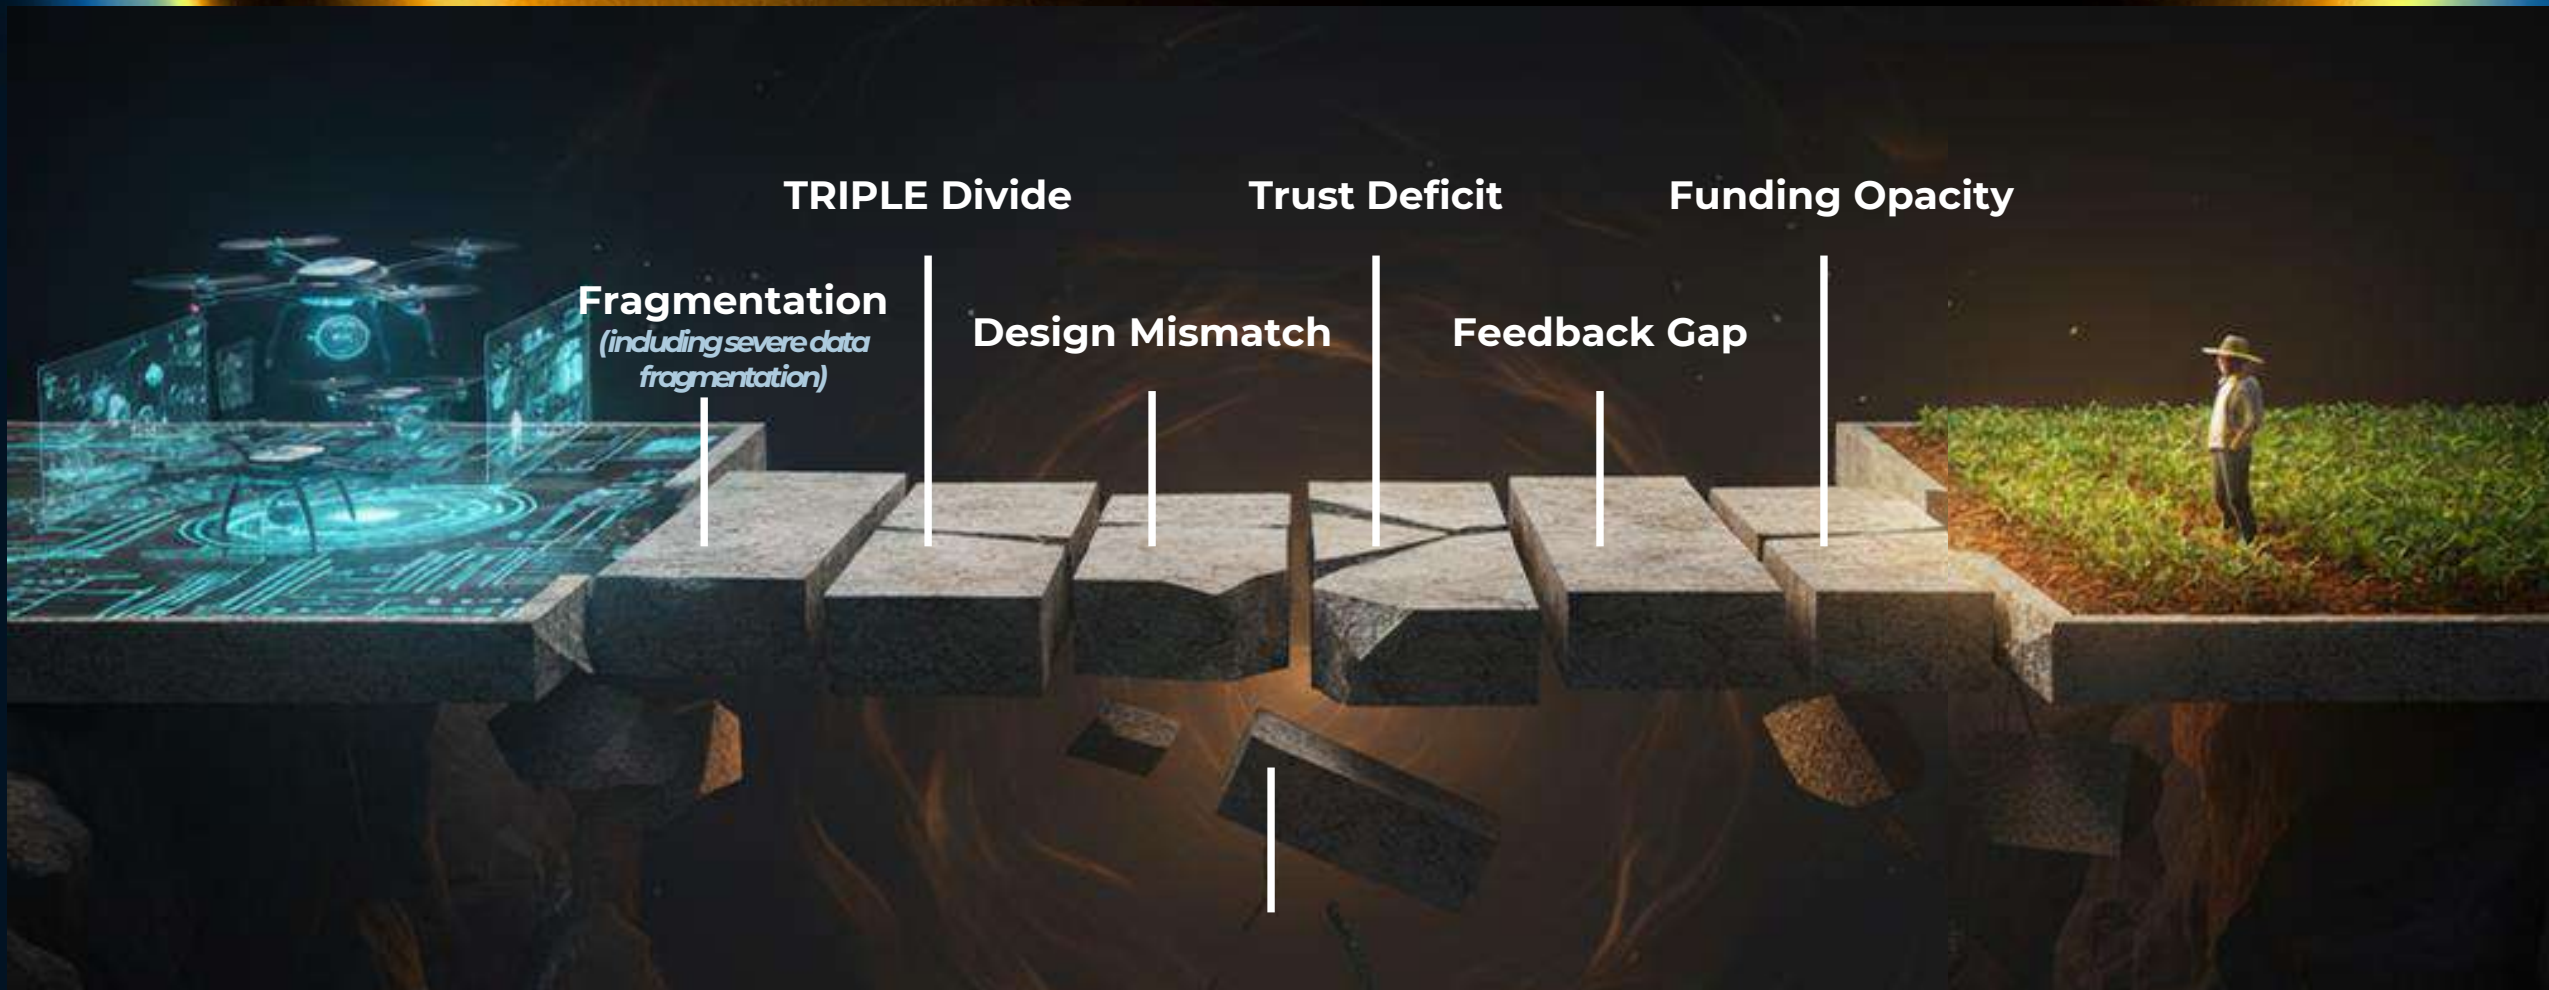 TRIPLE Divide
Trust Deficit
Funding Opacity
Fragmentation
(including severe data
fragmentation)
Design Mismatch
Feedback Gap